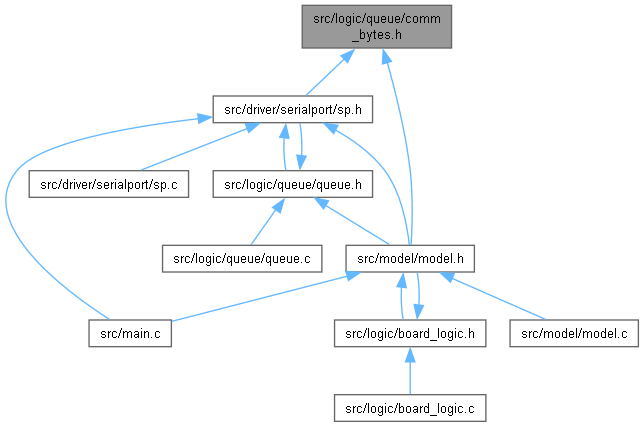 src/logic/queue/comm
_bytes.h
src/driver/serialport/sp.h
src/driver/serialport/sp.c
src/logic/queue/queue.h
src/logic/queue/queue.c
src/model/model.h
src/main.c
src/logic/board_logic.h
src/model/model.c
src/logic/board_logic.c